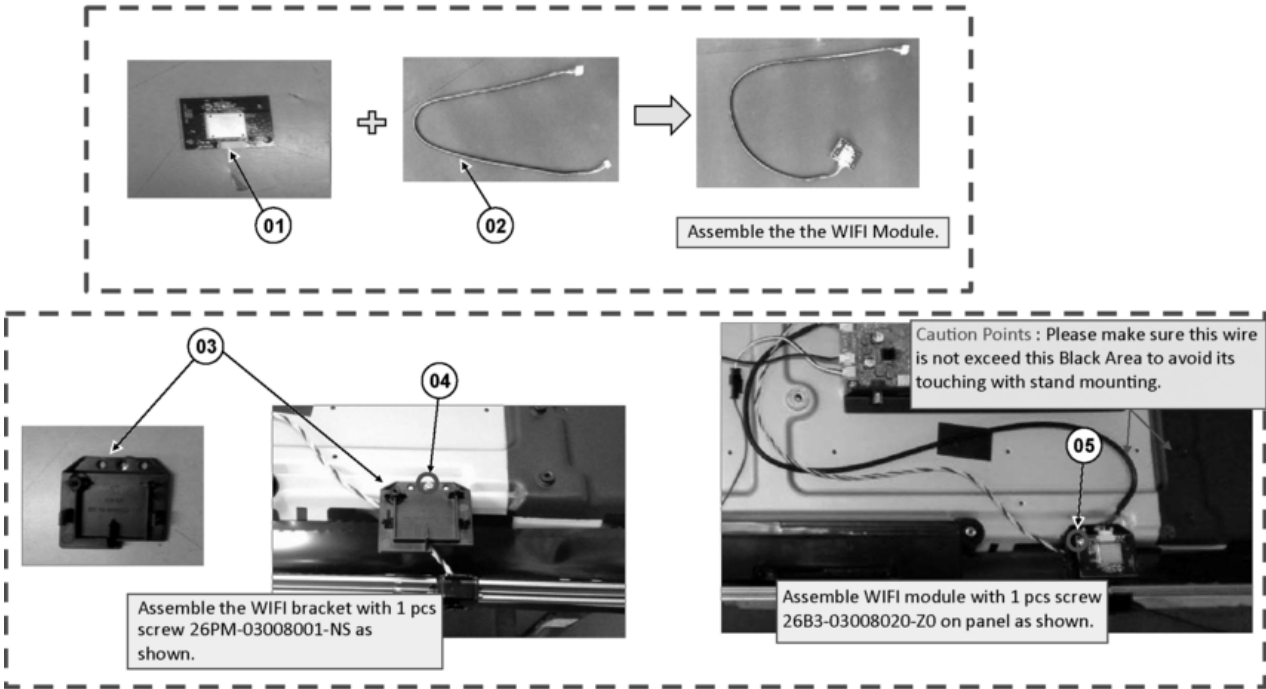 01
02
Assemble the the WIFI Module.
03
04
Assemble the WIFI bracket with 1 pcs
screw 26PM-03008001-NS as
shown.
Caution Points : Please make sure this wire
is not exceed this Black Area to avoid its
touching with stand mounting.
05
Assemble WIFI module with 1 pcs screw
26B3-03008020-Z0 on panel as shown.